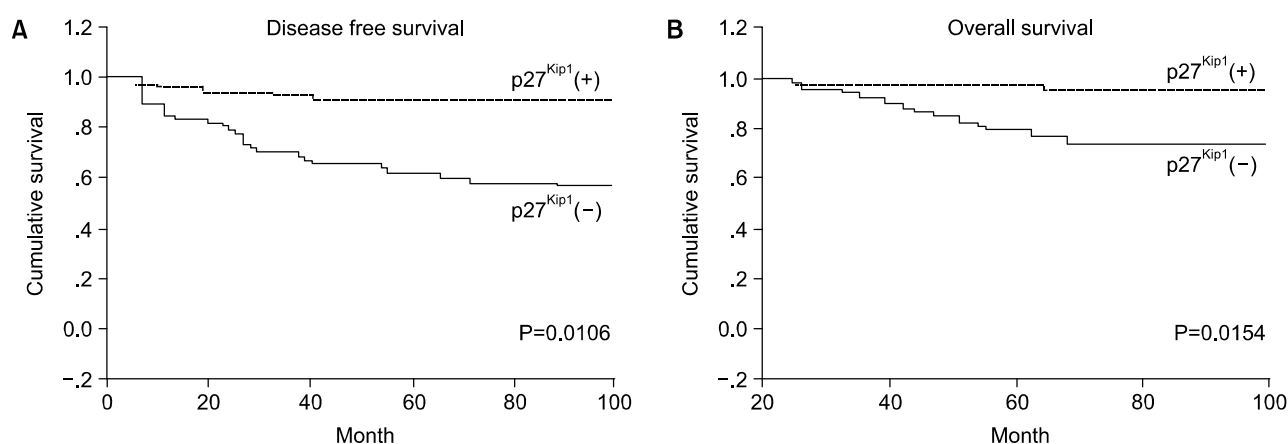 A
Disease free survival
1.2
1.0
.8
.6
.4
.2
0.0
−.2
Cumulative survival
p27Kip1(+)
p27Kip1(−)
P=0.0106
0 20 40 60 80 100
Month
B
Overall survival
1.2
1.0
.8
.6
.4
.2
0.0
−.2
Cumulative survival
p27Kip1(+)
p27Kip1(−)
P=0.0154
20 40 60 80 100
Month